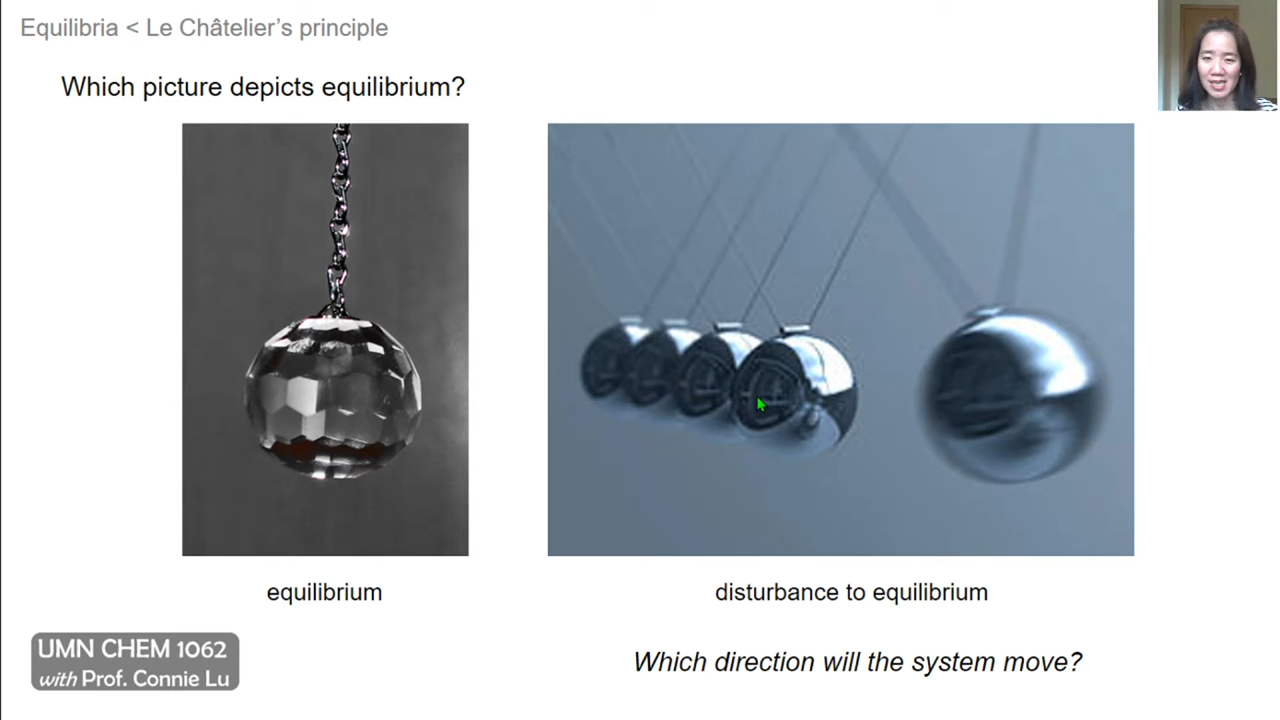 Equilibria < Le Châtelier's principle
Which picture depicts equilibrium?
equilibrium
disturbance to equilibrium
Which direction will the system move?
UMN CHEM 1062
with Prof. Connie Lu